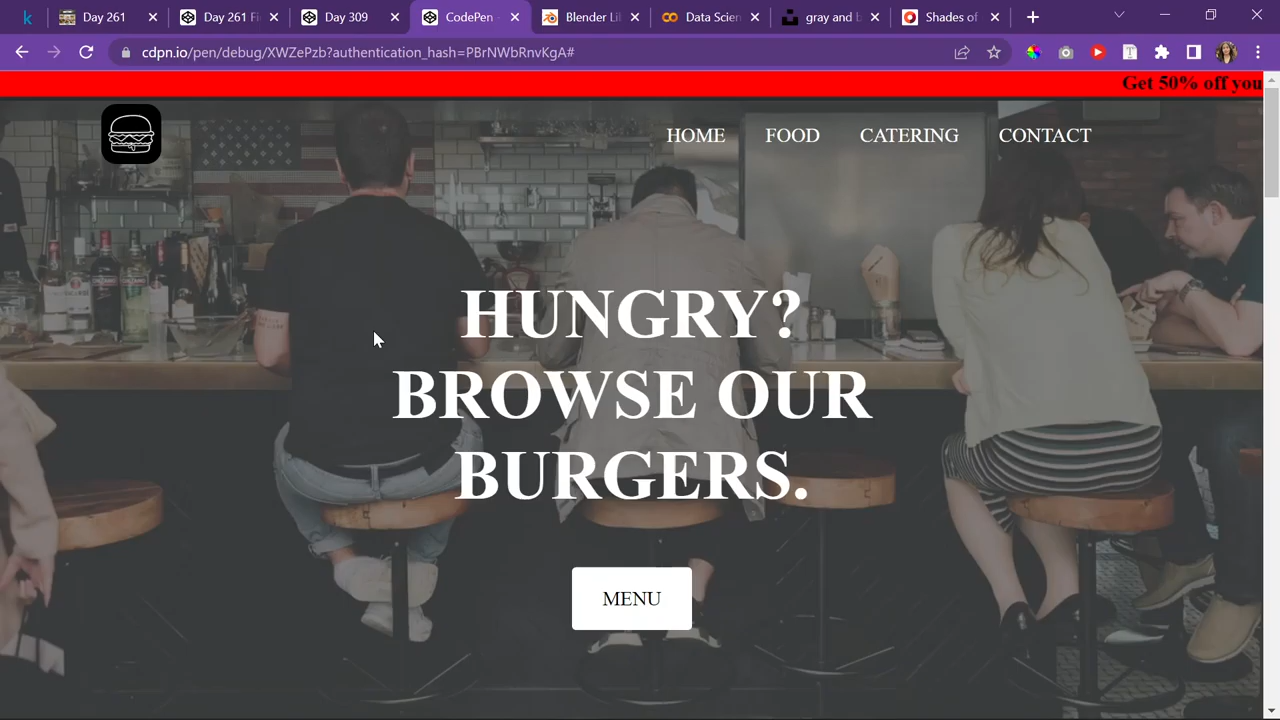 Day 261
Day 261 Fi
Day 309
CodePen
Blender Li
Data Scien
gray and b
Shades of
cdpn.io/pen/debug/XWZePzb?authentication_hash=PBrNWbRnvKgA#
Get 50% off you
HOME
FOOD
CATERING
CONTACT
HUNGRY?
BROWSE OUR
BURGERS.
MENU